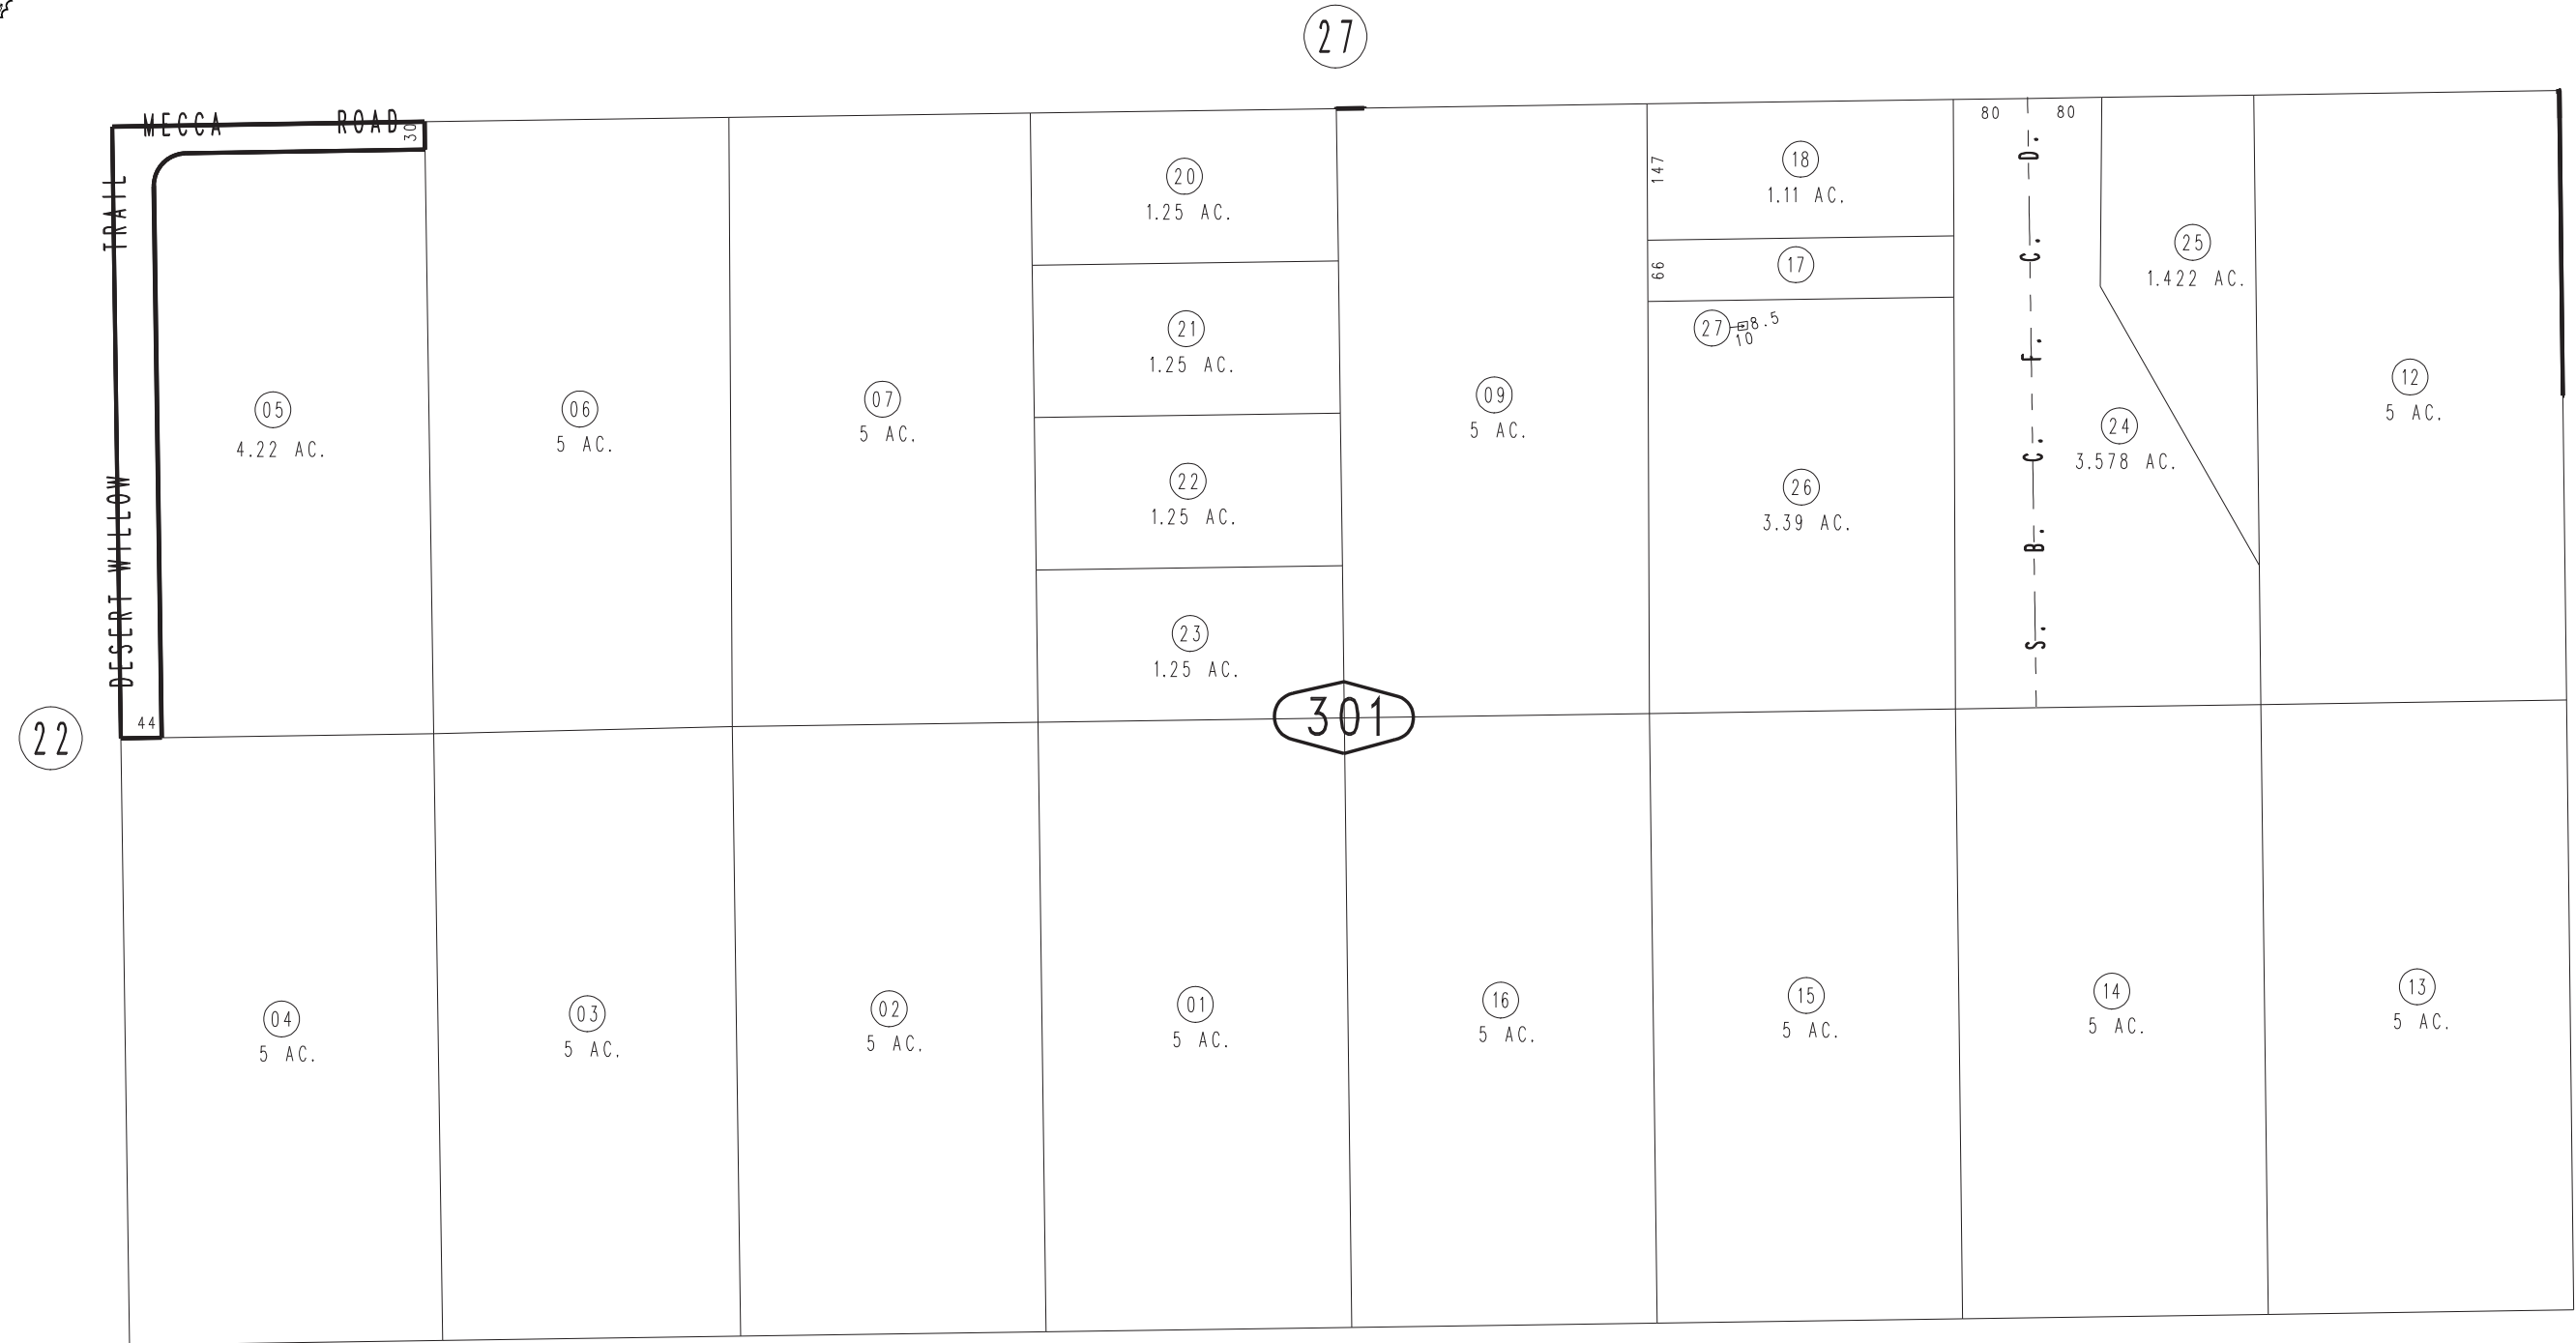 27
MECCA ROAD
30
80 80
18
1.11 AC.
147
20
1.25 AC.
25
1.422 AC.
17
66
27 8.5
10
21
1.25 AC.
12
5 AC.
09
5 AC.
07
5 AC.
06
5 AC.
05
4.22 AC.
24
3.578 AC.
22
1.25 AC.
26
3.39 AC.
23
1.25 AC.
DESERT WILLOW TRAIL
S. B. C. F. C. D.
44
22
301
04
5 AC.
03
5 AC.
02
5 AC.
01
5 AC.
16
5 AC.
15
5 AC.
14
5 AC.
13
5 AC.